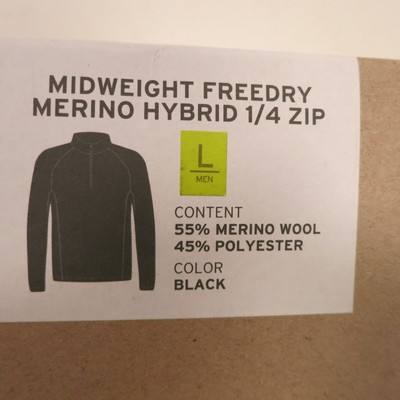 MIDWEIGHT FREEDRY
MERINO HYBRID 1/4 ZIP
L
MEN
CONTENT
55% MERINO WOOL
45% POLYESTER
COLOR
BLACK